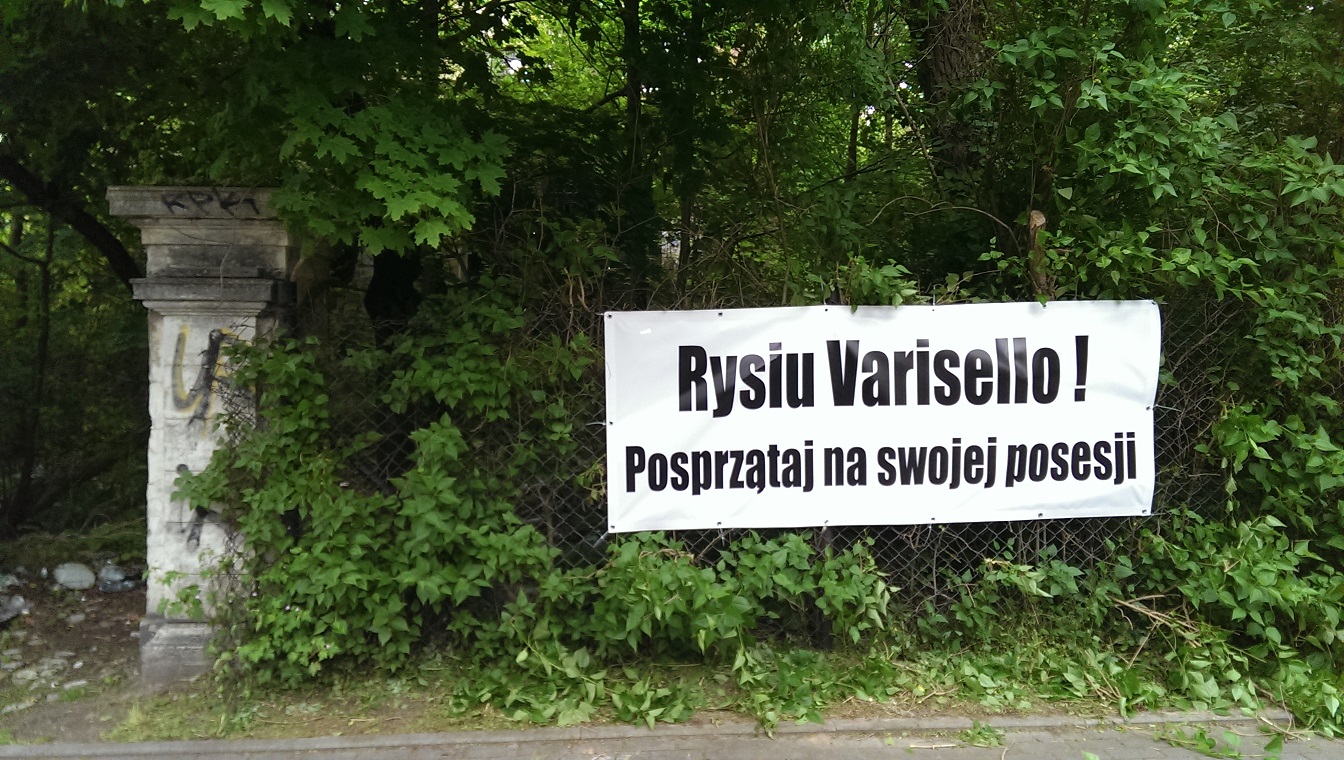 Rysiu Varisello !
Posprzątaj na swojej posesji